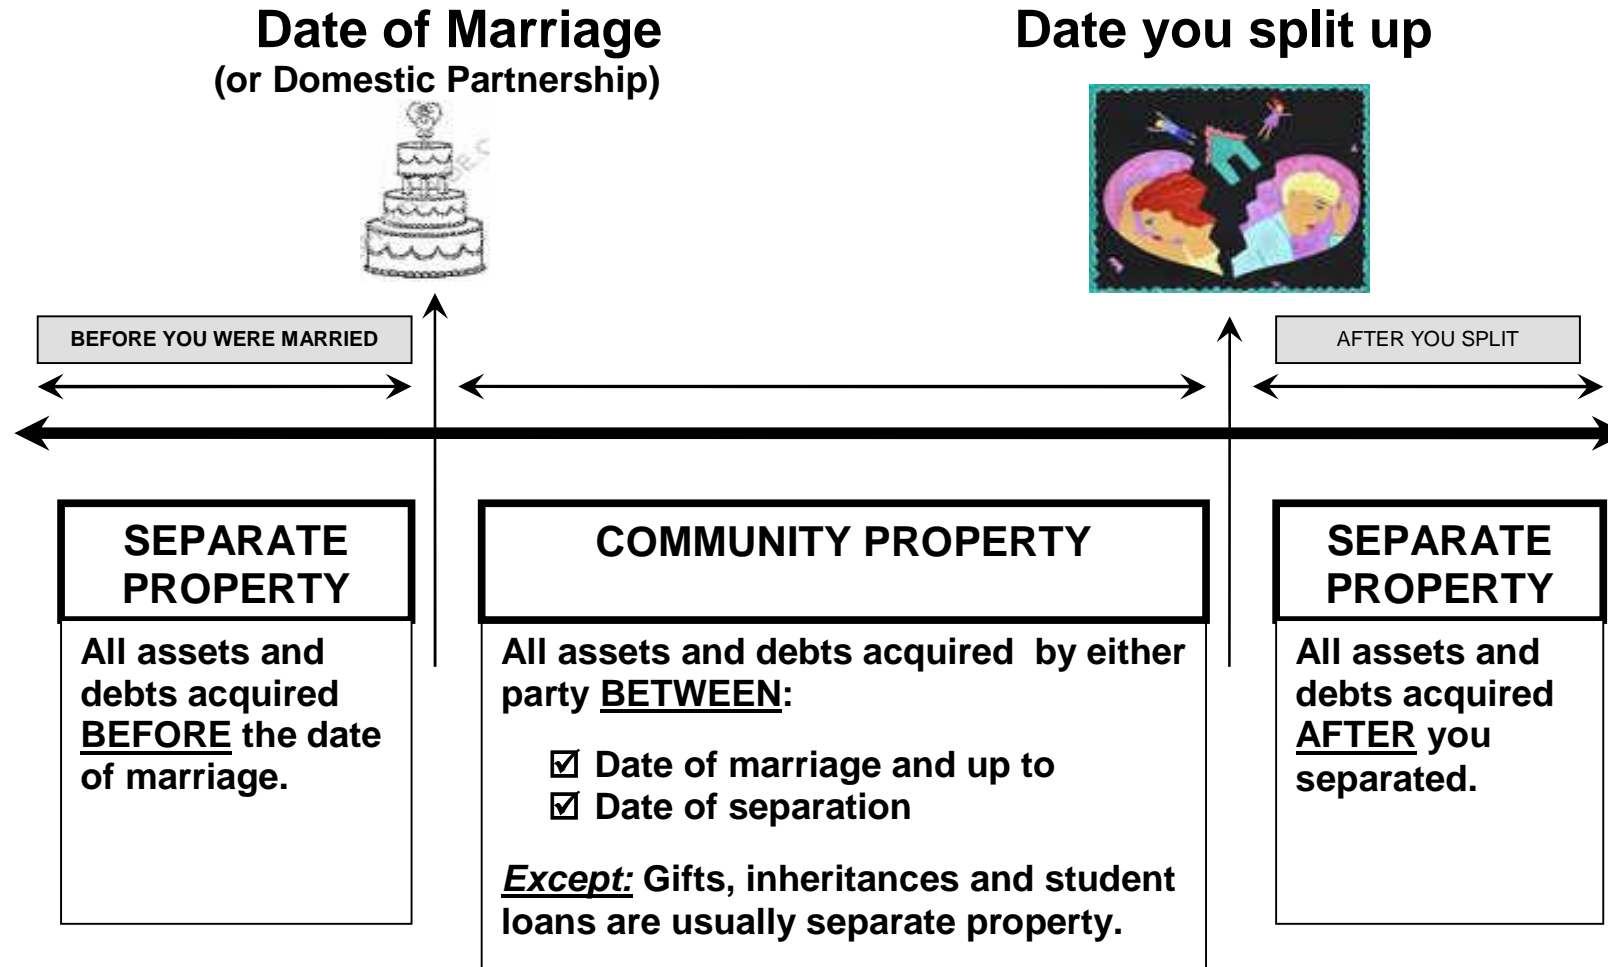 Date of Marriage
(or Domestic Partnership)
Date you split up
BEFORE YOU WERE MARRIED
AFTER YOU SPLIT
SEPARATE
PROPERTY
All assets and
debts acquired
BEFORE the date
of marriage.
COMMUNITY PROPERTY
All assets and debts acquired by either
party BETWEEN:
☑ Date of marriage and up to
☑ Date of separation
Except: Gifts, inheritances and student
loans are usually separate property.
SEPARATE
PROPERTY
All assets and
debts acquired
AFTER you
separated.